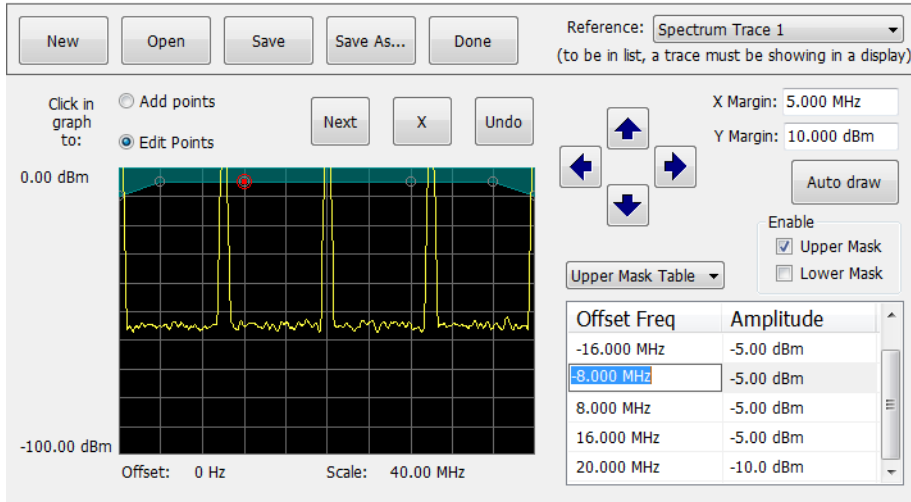 New Open Save Save As... Done
Reference: Spectrum Trace 1
(to be in list, a trace must be showing in a display)
Click in graph to:
Add points
Edit Points
Next X Undo
X Margin: 5.000 MHz
Y Margin: 10.000 dBm
Auto draw
Enable
Upper Mask
Lower Mask
0.00 dBm
-100.00 dBm
Offset: 0 Hz Scale: 40.00 MHz
Upper Mask Table
Offset Freq Amplitude
-16.000 MHz -5.00 dBm
-8.000 MHz -5.00 dBm
8.000 MHz -5.00 dBm
16.000 MHz -5.00 dBm
20.000 MHz -10.0 dBm